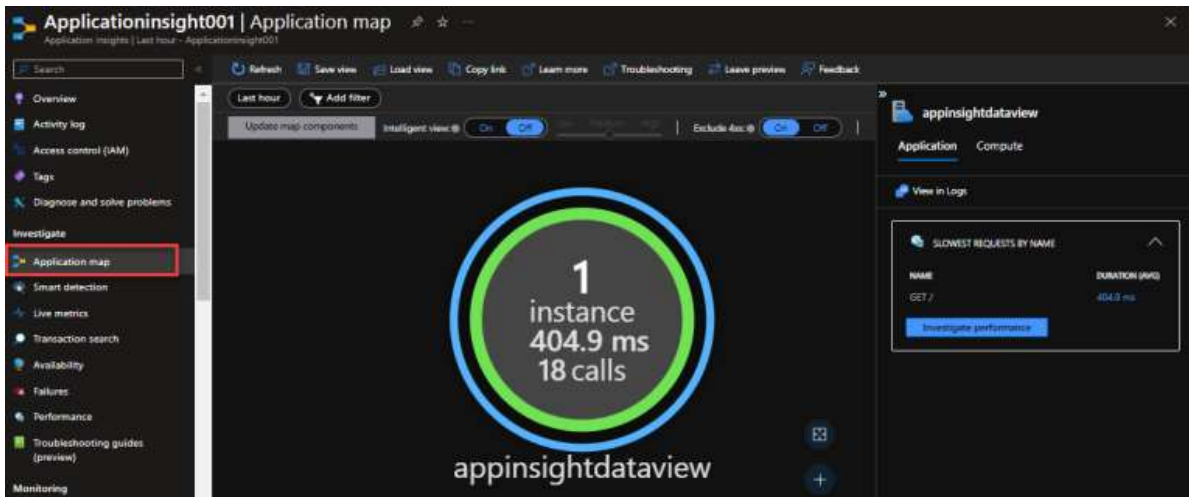 Applicationinsight001 | Application map
Application Insights | Last hour - Applicationinsight001
Search
Refresh Save view Load view Copy link Learn more Troubleshooting Leave preview Feedback
Overview
Activity log
Access control (IAM)
Tags
Diagnose and solve problems
Investigate
Application map
Smart detection
Live metrics
Transaction search
Availability
Failures
Performance
Troubleshooting guides
(preview)
Monitoring
Last hour Add filter
Update map components Intelligent view: On Off Exclude 4xx: On Off
1
instance
404.9 ms
18 calls
appinsightdataview
appinsightdataview
Application Compute
View in Logs
SLOWEST REQUESTS BY NAME
NAME DURATION (AVG)
GET / 404.9 ms
Investigate performance